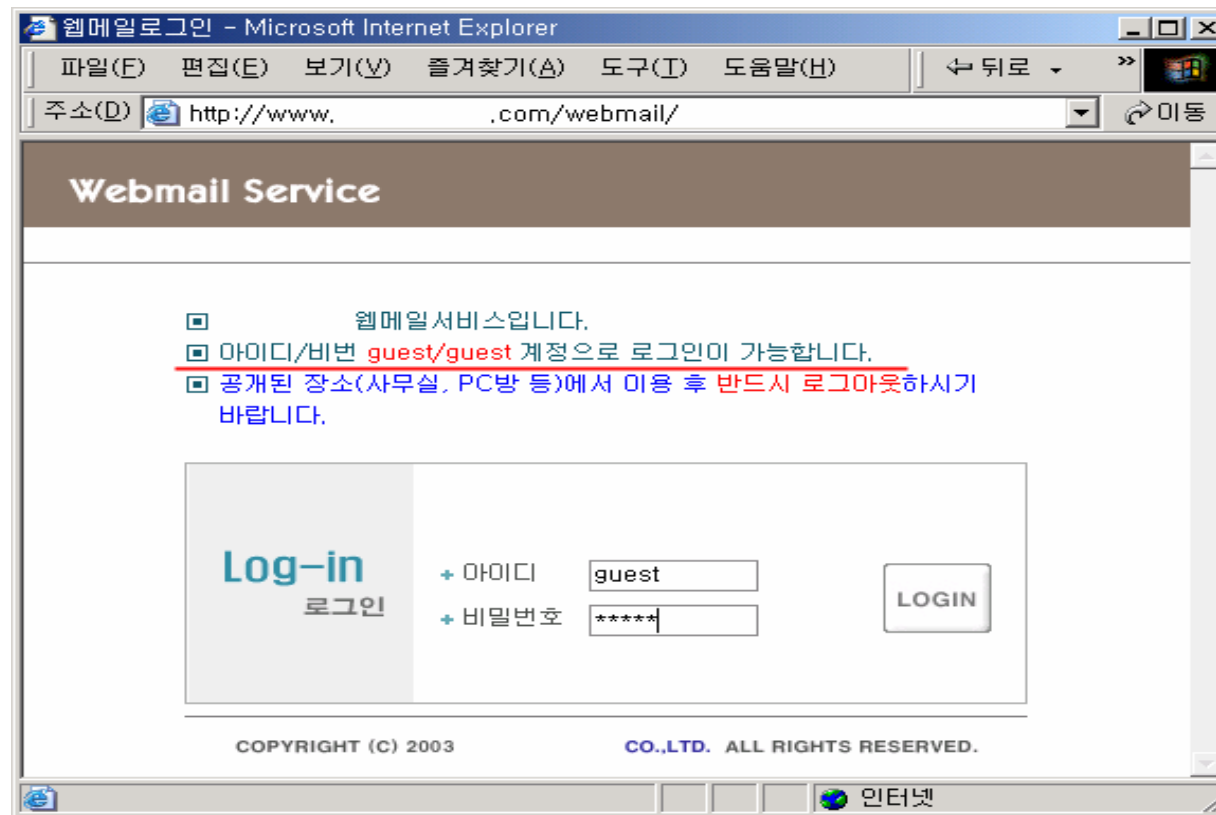 웹메일로그인 - Microsoft Internet Explorer
파일(F) 편집(E) 보기(V) 즐겨찾기(A) 도구(T) 도움말(H) 뒤로 »
주소(D) http://www. .com/webmail/ 이동
Webmail Service
웹메일서비스입니다.
아이디/비번 guest/guest 계정으로 로그인이 가능합니다.
공개된 장소(사무실, PC방 등)에서 이용 후 반드시 로그아웃하시기
바랍니다.
Log-in
로그인
+ 아이디 guest
+ 비밀번호 *****
LOGIN
COPYRIGHT (C) 2003 CO.,LTD. ALL RIGHTS RESERVED.
인터넷